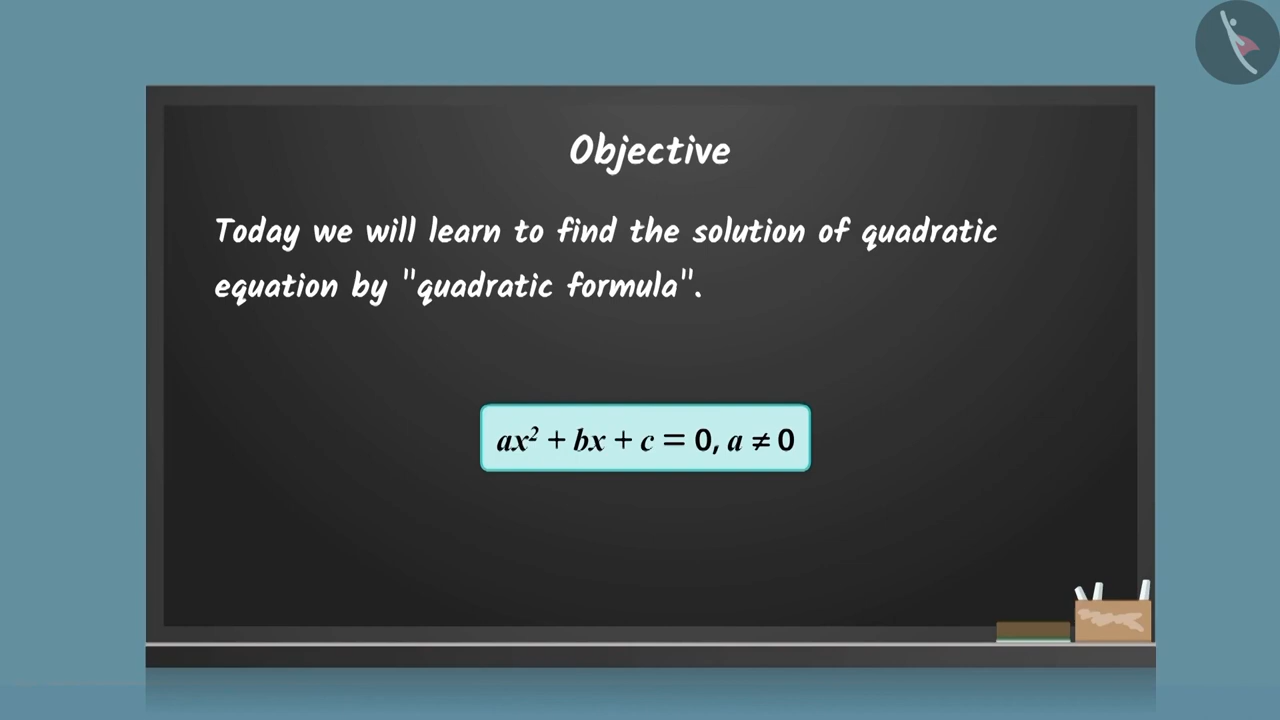 Objective
Today we will learn to find the solution of quadratic
equation by "quadratic formula".
ax² + bx + c = 0, a ≠ 0